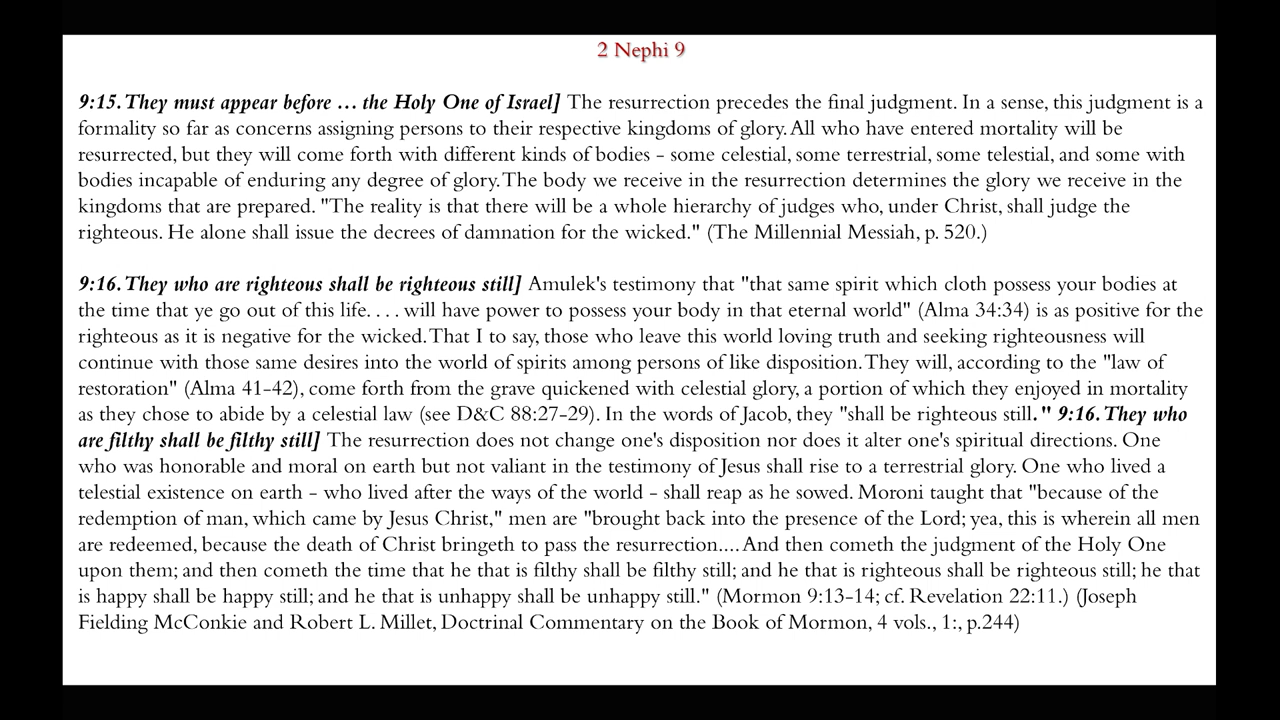 2 Nephi 9
9:15. They must appear before … the Holy One of Israel] The resurrection precedes the final judgment. In a sense, this judgment is a
formality so far as concerns assigning persons to their respective kingdoms of glory. All who have entered mortality will be
resurrected, but they will come forth with different kinds of bodies - some celestial, some terrestrial, some telestial, and some with
bodies incapable of enduring any degree of glory. The body we receive in the resurrection determines the glory we receive in the
kingdoms that are prepared. "The reality is that there will be a whole hierarchy of judges who, under Christ, shall judge the
righteous. He alone shall issue the decrees of damnation for the wicked." (The Millennial Messiah, p. 520.)
9:16. They who are righteous shall be righteous still] Amulek's testimony that "that same spirit which cloth possess your bodies at
the time that ye go out of this life. . . . will have power to possess your body in that eternal world" (Alma 34:34) is as positive for the
righteous as it is negative for the wicked. That I to say, those who leave this world loving truth and seeking righteousness will
continue with those same desires into the world of spirits among persons of like disposition. They will, according to the "law of
restoration" (Alma 41-42), come forth from the grave quickened with celestial glory, a portion of which they enjoyed in mortality
as they chose to abide by a celestial law (see D&C 88:27-29). In the words of Jacob, they "shall be righteous still." 9:16. They who
are filthy shall be filthy still] The resurrection does not change one's disposition nor does it alter one's spiritual directions. One
who was honorable and moral on earth but not valiant in the testimony of Jesus shall rise to a terrestrial glory. One who lived a
telestial existence on earth - who lived after the ways of the world - shall reap as he sowed. Moroni taught that "because of the
redemption of man, which came by Jesus Christ," men are "brought back into the presence of the Lord; yea, this is wherein all men
are redeemed, because the death of Christ bringeth to pass the resurrection.... And then cometh the judgment of the Holy One
upon them; and then cometh the time that he that is filthy shall be filthy still; and he that is righteous shall be righteous still; he that
is happy shall be happy still; and he that is unhappy shall be unhappy still." (Mormon 9:13-14; cf. Revelation 22:11.) (Joseph
Fielding McConkie and Robert L. Millet, Doctrinal Commentary on the Book of Mormon, 4 vols., 1:, p.244)